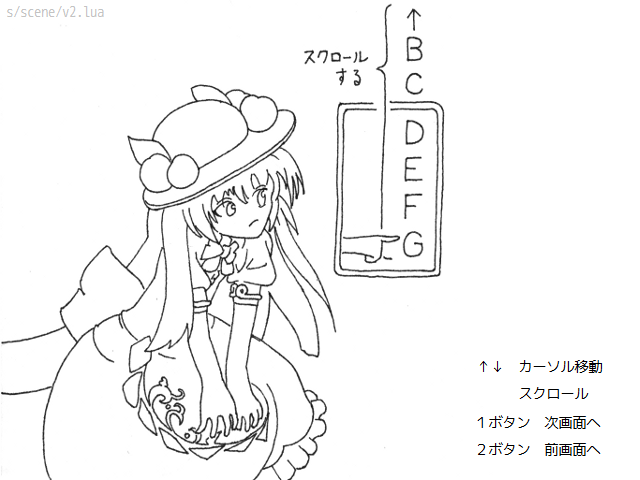 s/scene/v2.lua
スクロール
する
↑
B
C
D
E
F
G
↑↓ カーソル移動
スクロール
１ボタン 次画面へ
２ボタン 前画面へ